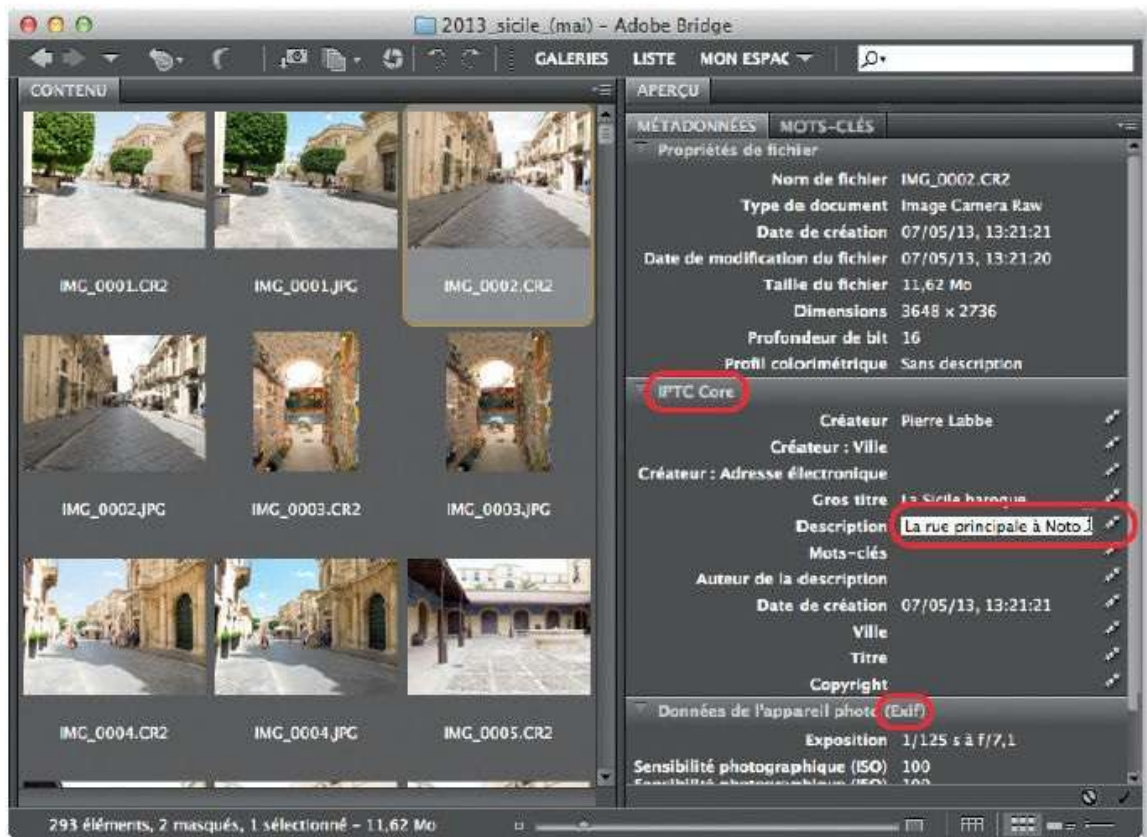 2013_sicile_(mai) – Adobe Bridge
GALERIES LISTE MON ESPAC
CONTENU
IMG_0001.CR2 IMG_0001.JPG IMG_0002.CR2
IMG_0002.JPG IMG_0003.CR2 IMG_0003.JPG
IMG_0004.CR2 IMG_0004.JPG IMG_0005.CR2
APERÇU
MÉTADONNÉES MOTS-CLÉS
Propriétés de fichier
Nom de fichier IMG_0002.CR2
Type de document Image Camera Raw
Date de création 07/05/13, 13:21:21
Date de modification du fichier 07/05/13, 13:21:20
Taille du fichier 11,62 Mo
Dimensions 3648 x 2736
Profondeur de bit 16
Profil colorimétrique Sans description
IPTC Core
Créateur Pierre Labbe
Créateur : Ville
Créateur : Adresse électronique
Gros titre La Sicile baroque
Description La rue principale à Noto
Mots-clés
Auteur de la description
Date de création 07/05/13, 13:21:21
Ville
Titre
Copyright
Données de l'appareil photo (Exif)
Exposition 1/125 s à f/7,1
Sensibilité photographique (ISO) 100
Sensibilité photographique (ISO) 100
293 éléments, 2 masqués, 1 sélectionné – 11,62 Mo